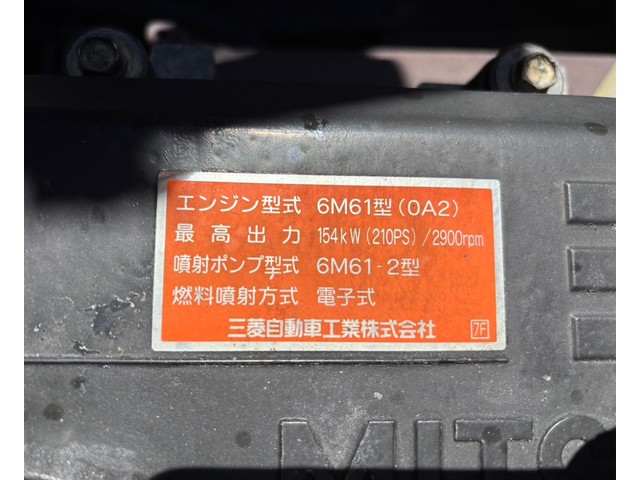 エンジン型式 6M61型(0A2)
最高出力 154kW(210PS)/2900rpm
噴射ポンプ型式 6M61-2型
燃料噴射方式 電子式
三菱自動車工業株式会社 7F